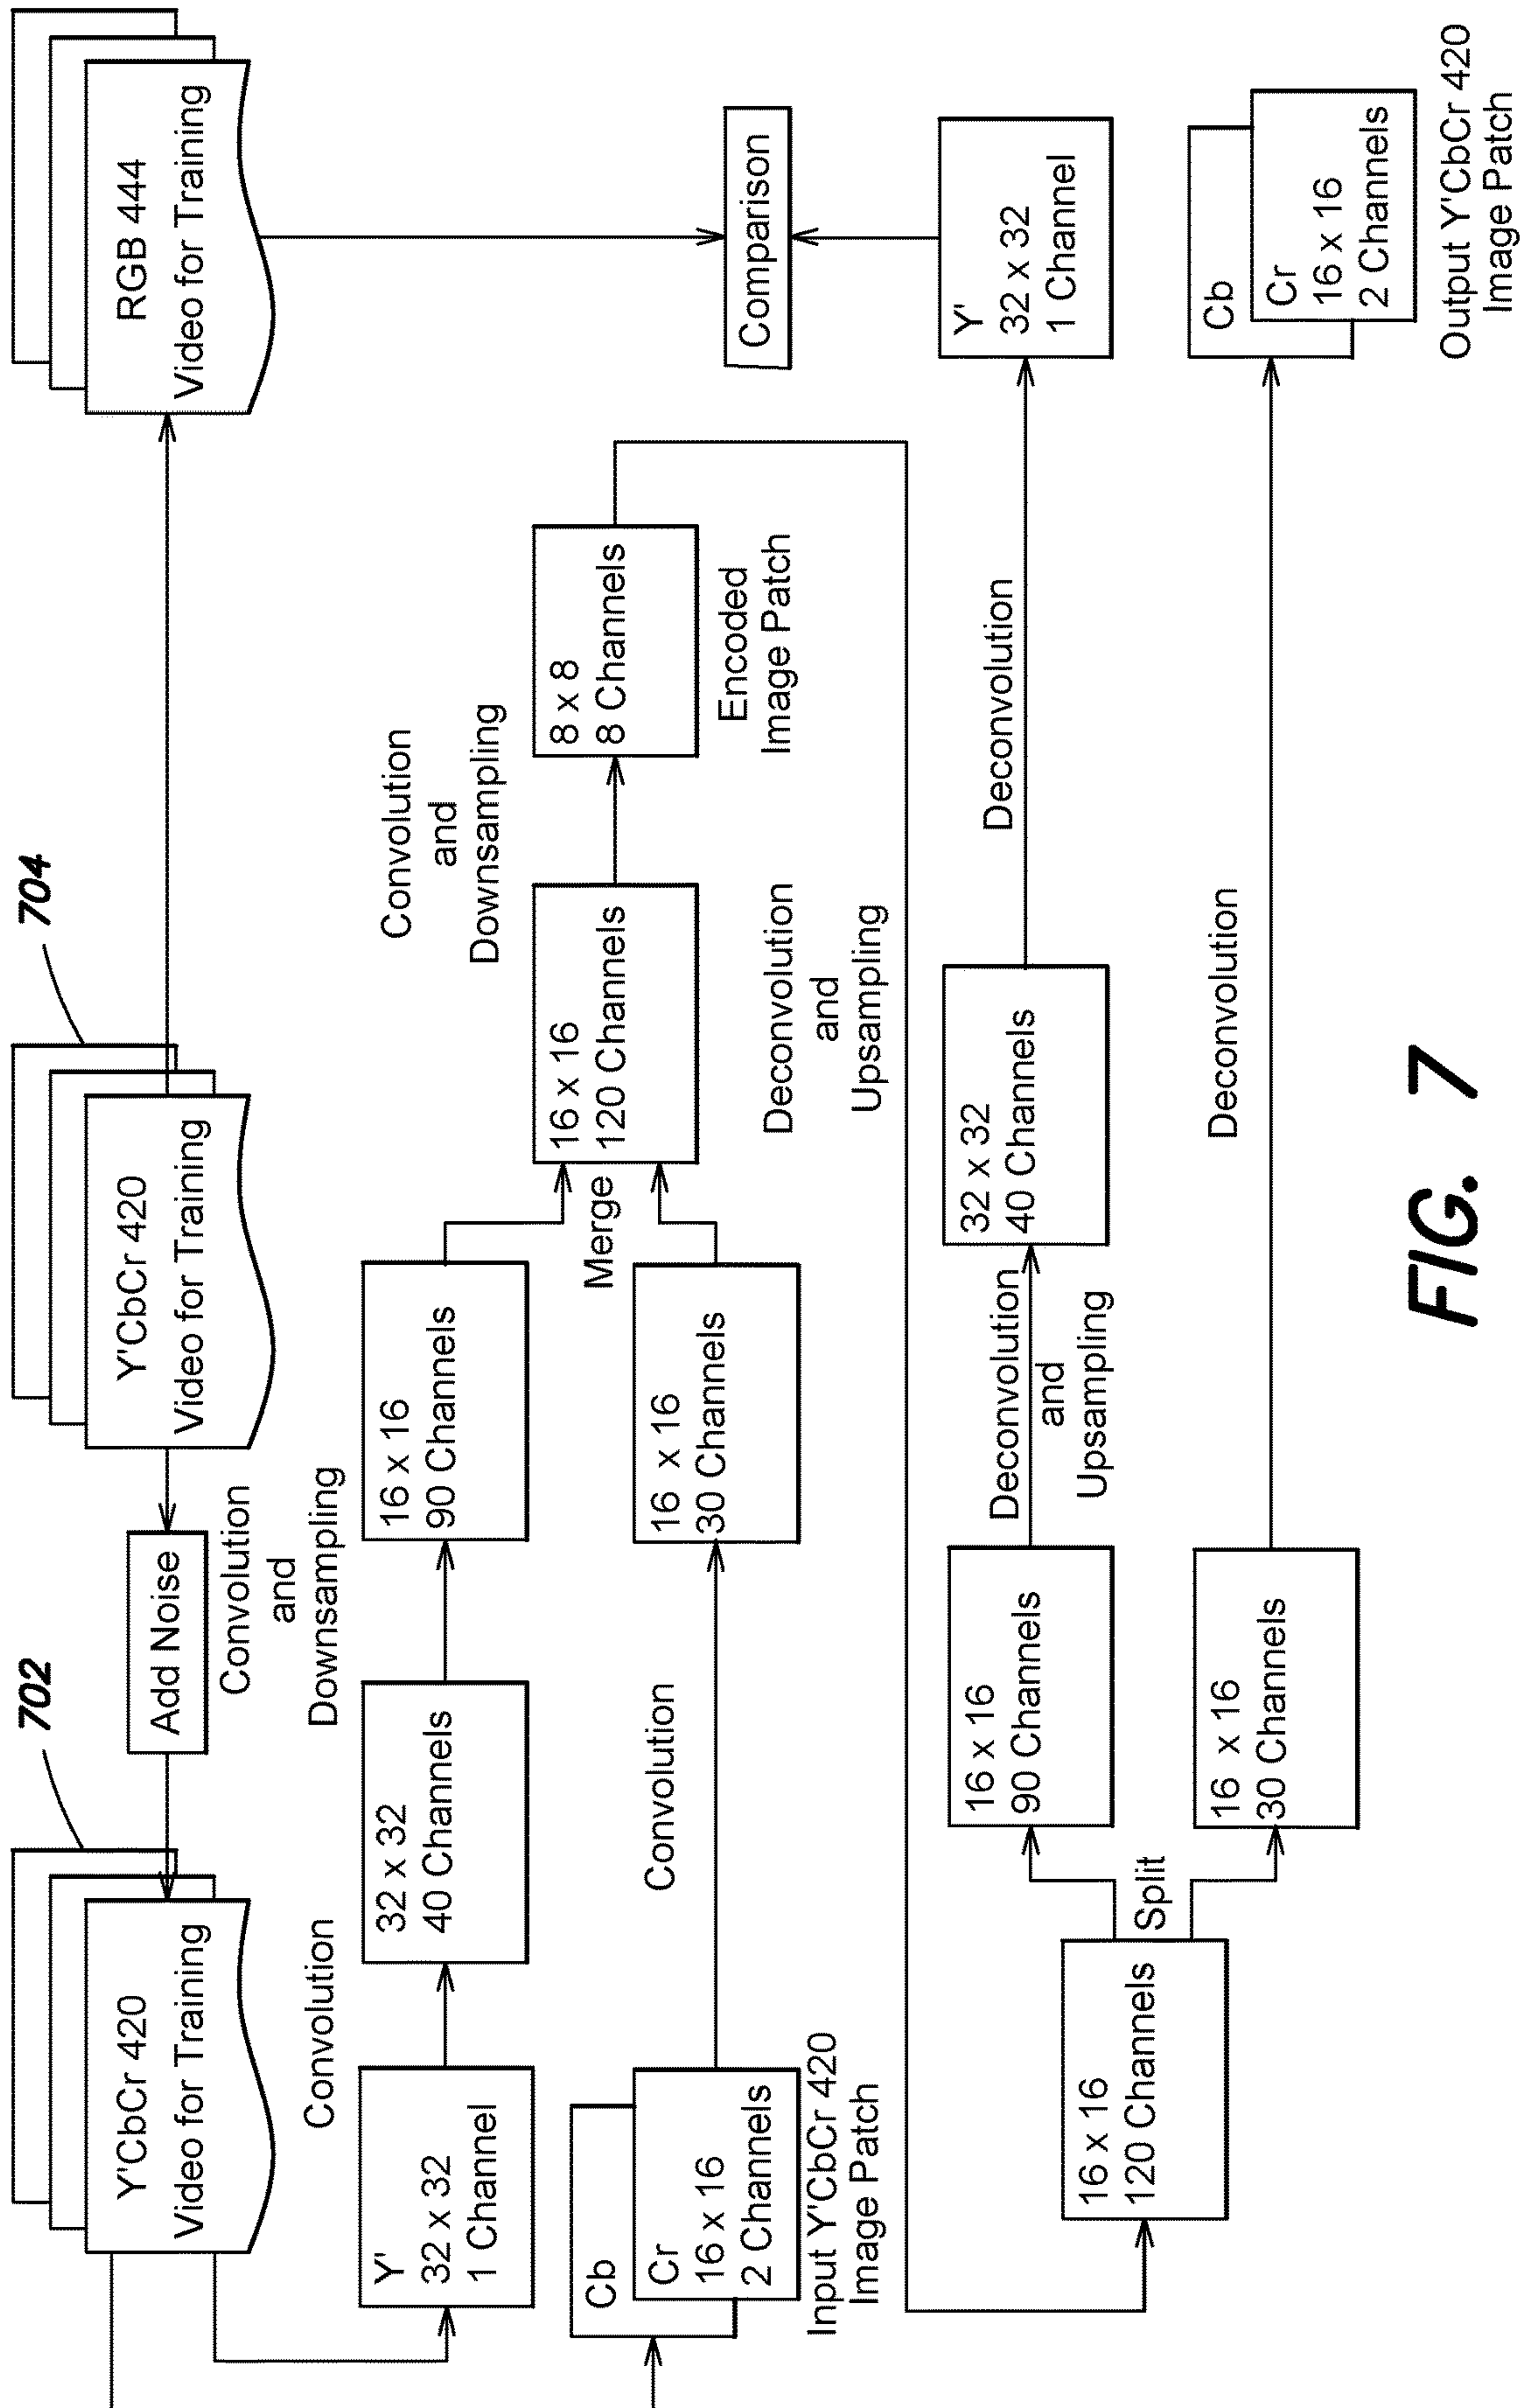 702
704
Y'CbCr 420
Video for Training
Add Noise
Y'CbCr 420
Video for Training
RGB 444
Video for Training
Y'
32 x 32
1 Channel
Convolution
32 x 32
40 Channels
Convolution
and
Downsampling
16 x 16
90 Channels
Cb
Cr
16 x 16
2 Channels
Input Y'CbCr 420
Image Patch
Convolution
16 x 16
30 Channels
Merge
16 x 16
120 Channels
Convolution
and
Downsampling
8 x 8
8 Channels
Encoded
Image Patch
Deconvolution
and
Upsampling
Comparison
16 x 16
120 Channels
Split
16 x 16
90 Channels
Deconvolution
and
Upsampling
32 x 32
40 Channels
Deconvolution
Y'
32 x 32
1 Channel
16 x 16
30 Channels
Deconvolution
Cb
Cr
16 x 16
2 Channels
Output Y'CbCr 420
Image Patch
FIG. 7